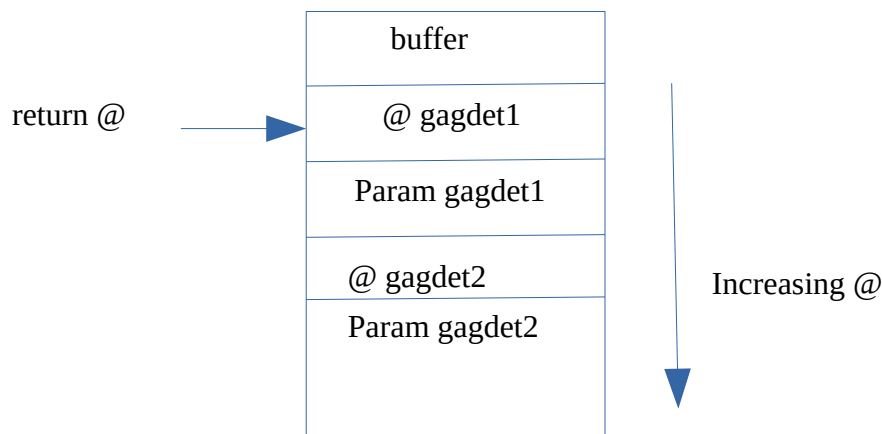 buffer
return @
@ gagdet1
Param gagdet1
@ gagdet2
Increasing @
Param gagdet2